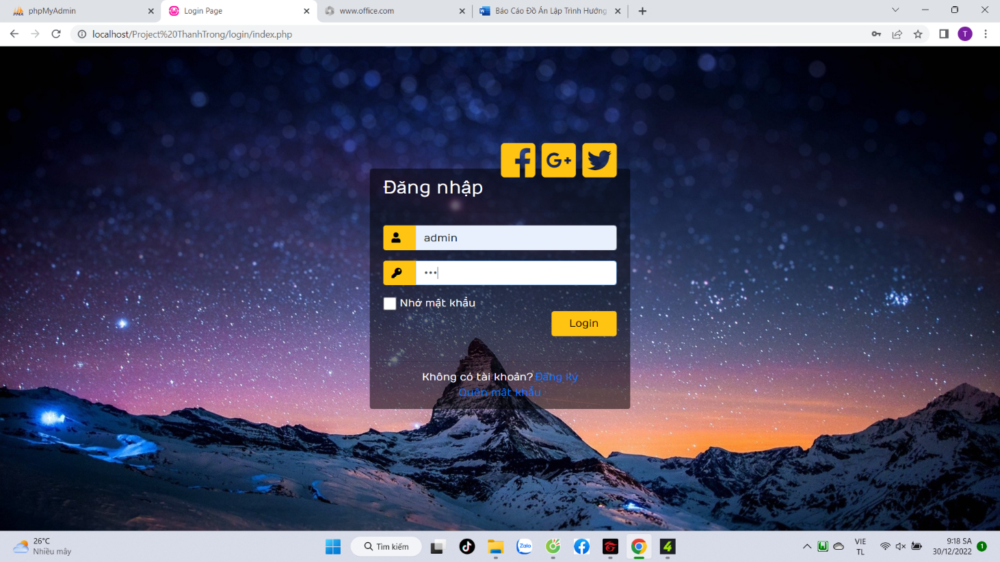 phpMyAdmin
Login Page
www.office.com
Báo Cáo Đồ Án Lập Trình Hướng
localhost/Project%20ThanhTrong/login/index.php
T
Đăng nhập
admin
Nhớ mật khẩu
Login
Không có tài khoản? Đăng ký
Quên mật khẩu
26°C
Nhiều mây
Tìm kiếm
Zalo
VIE
TL
9:18 SA
30/12/2022
1